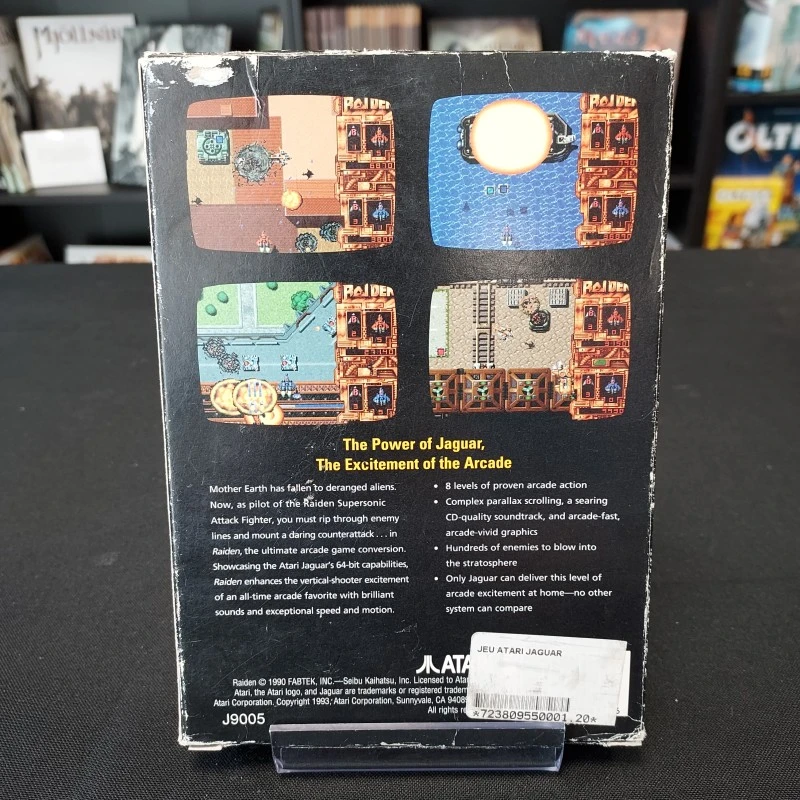 MJÖLLNIR
OLTI
RAIDEN
RAIDEN
RAIDEN
RAIDEN
The Power of Jaguar,
The Excitement of the Arcade
Mother Earth has fallen to deranged aliens.
Now, as pilot of the Raiden Supersonic
Attack Fighter, you must rip through enemy
lines and mount a daring counterattack . . . in
Raiden, the ultimate arcade game conversion.
Showcasing the Atari Jaguar's 64-bit capabilities,
Raiden enhances the vertical-shooter excitement
of an all-time arcade favorite with brilliant
sounds and exceptional speed and motion.
• 8 levels of proven arcade action
• Complex parallax scrolling, a searing
CD-quality soundtrack, and arcade-fast,
arcade-vivid graphics
• Hundreds of enemies to blow into
the stratosphere
• Only Jaguar can deliver this level of
arcade excitement at home—no other
system can compare
ATA
Raiden © 1990 FABTEK, INC.—Seibu Kaihatsu, Inc. Licensed to Atar
Atari, the Atari logo, and Jaguar are trademarks or registered tradem
Atari Corporation. Copyright 1993, Atari Corporation, Sunnyvale, CA 9408
All rights re
J9005
JEU ATARI JAGUAR
*723809550001.20*